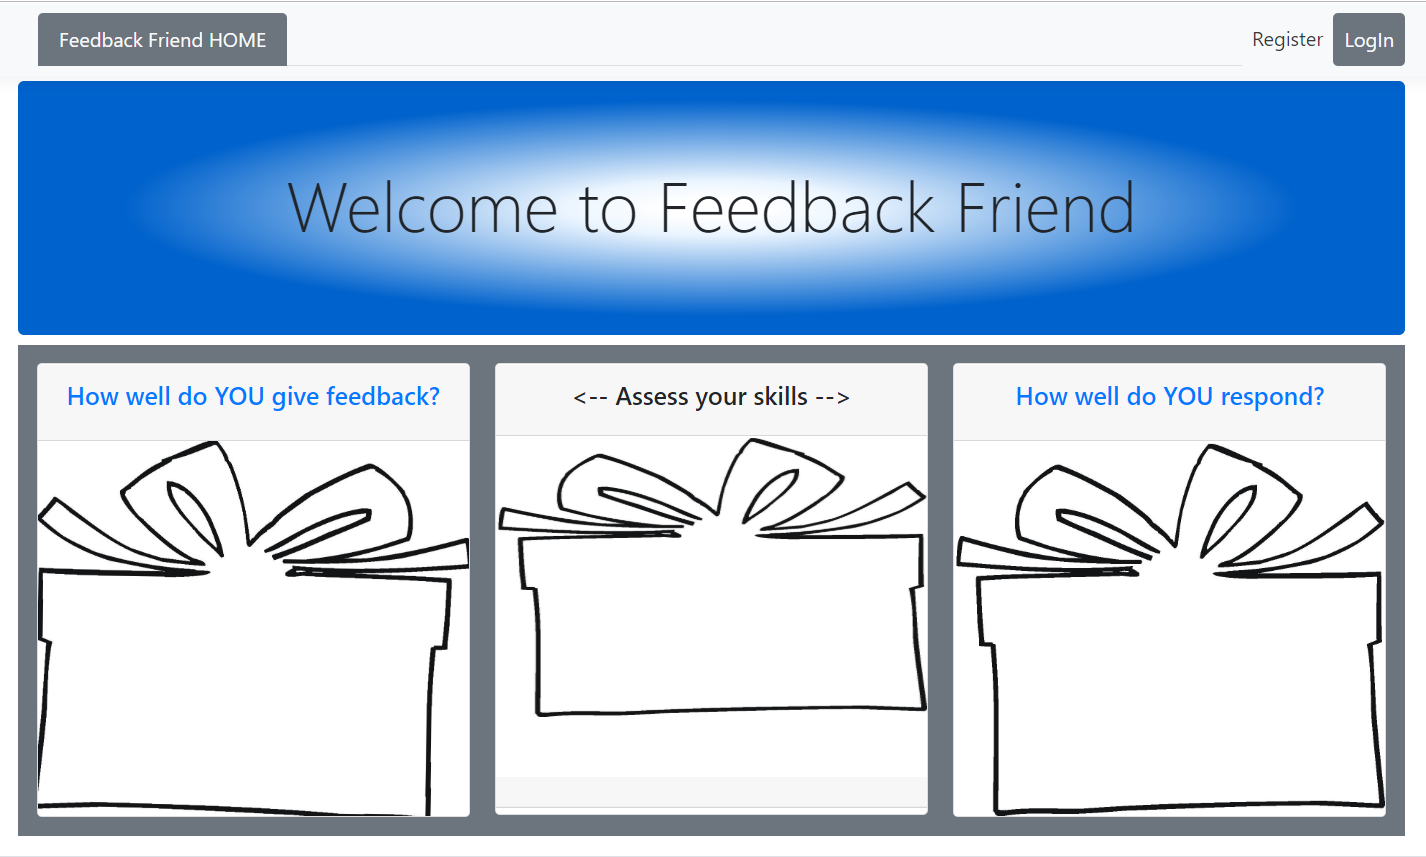 Feedback Friend HOME
Register
LogIn
Welcome to Feedback Friend
How well do YOU give feedback?
<-- Assess your skills -->
How well do YOU respond?